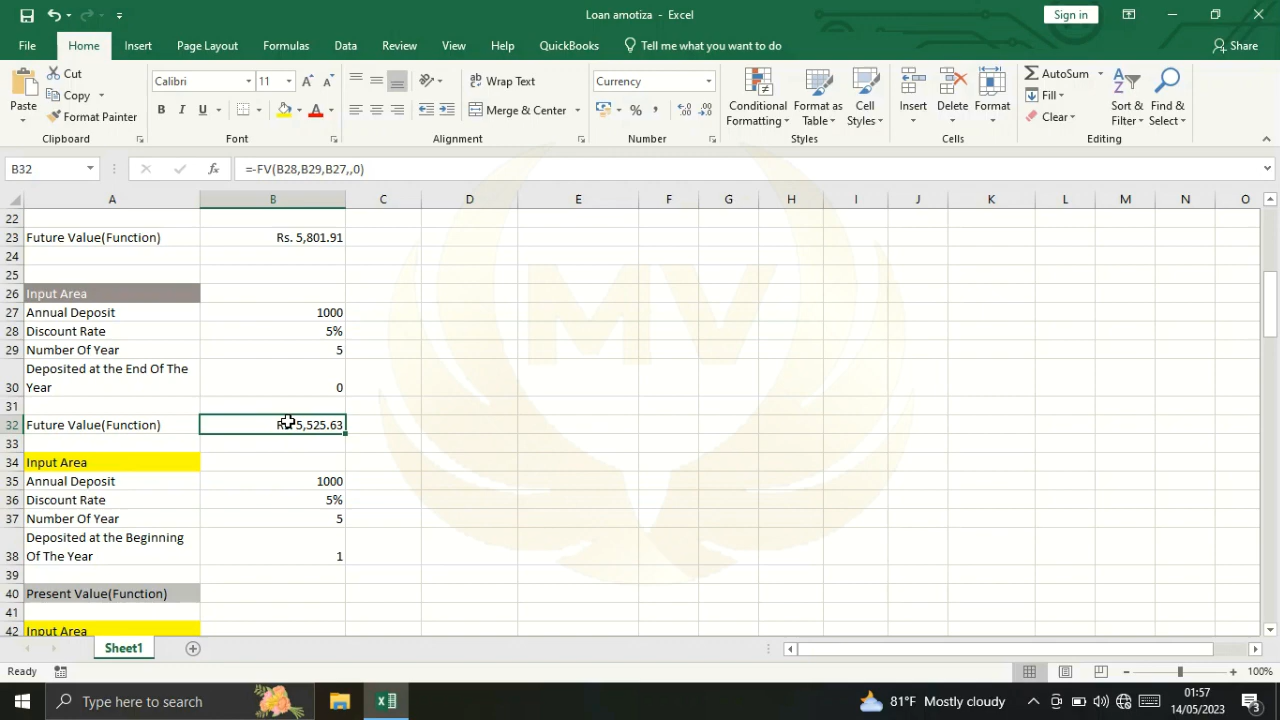 Loan amotiza - Excel
Sign in
File Home Insert Page Layout Formulas Data Review View Help QuickBooks Tell me what you want to do Share
Paste Cut Copy Format Painter
Calibri 11
B I U A
ab Wrap Text
Merge & Center
Currency
% ,
Conditional Formatting
Format as Table
Cell Styles
Insert Delete Format
AutoSum
Fill
Clear
Sort & Filter
Find & Select
Clipboard Font Alignment Number Styles Cells Editing
B32 fx =-FV(B28,B29,B27,,0)
A B C D E F G H I J K L M N O
22
23 Future Value(Function) Rs. 5,801.91
24
25
26 Input Area
27 Annual Deposit 1000
28 Discount Rate 5%
29 Number Of Year 5
Deposited at the End Of The
30 Year 0
31
32 Future Value(Function) 5,525.63
33
34 Input Area
35 Annual Deposit 1000
36 Discount Rate 5%
37 Number Of Year 5
Deposited at the Beginning
38 Of The Year 1
39
40 Present Value(Function)
41
42 Input Area
MV
Sheet1
Ready 100%
Type here to search
81°F Mostly cloudy
01:57
14/05/2023
3